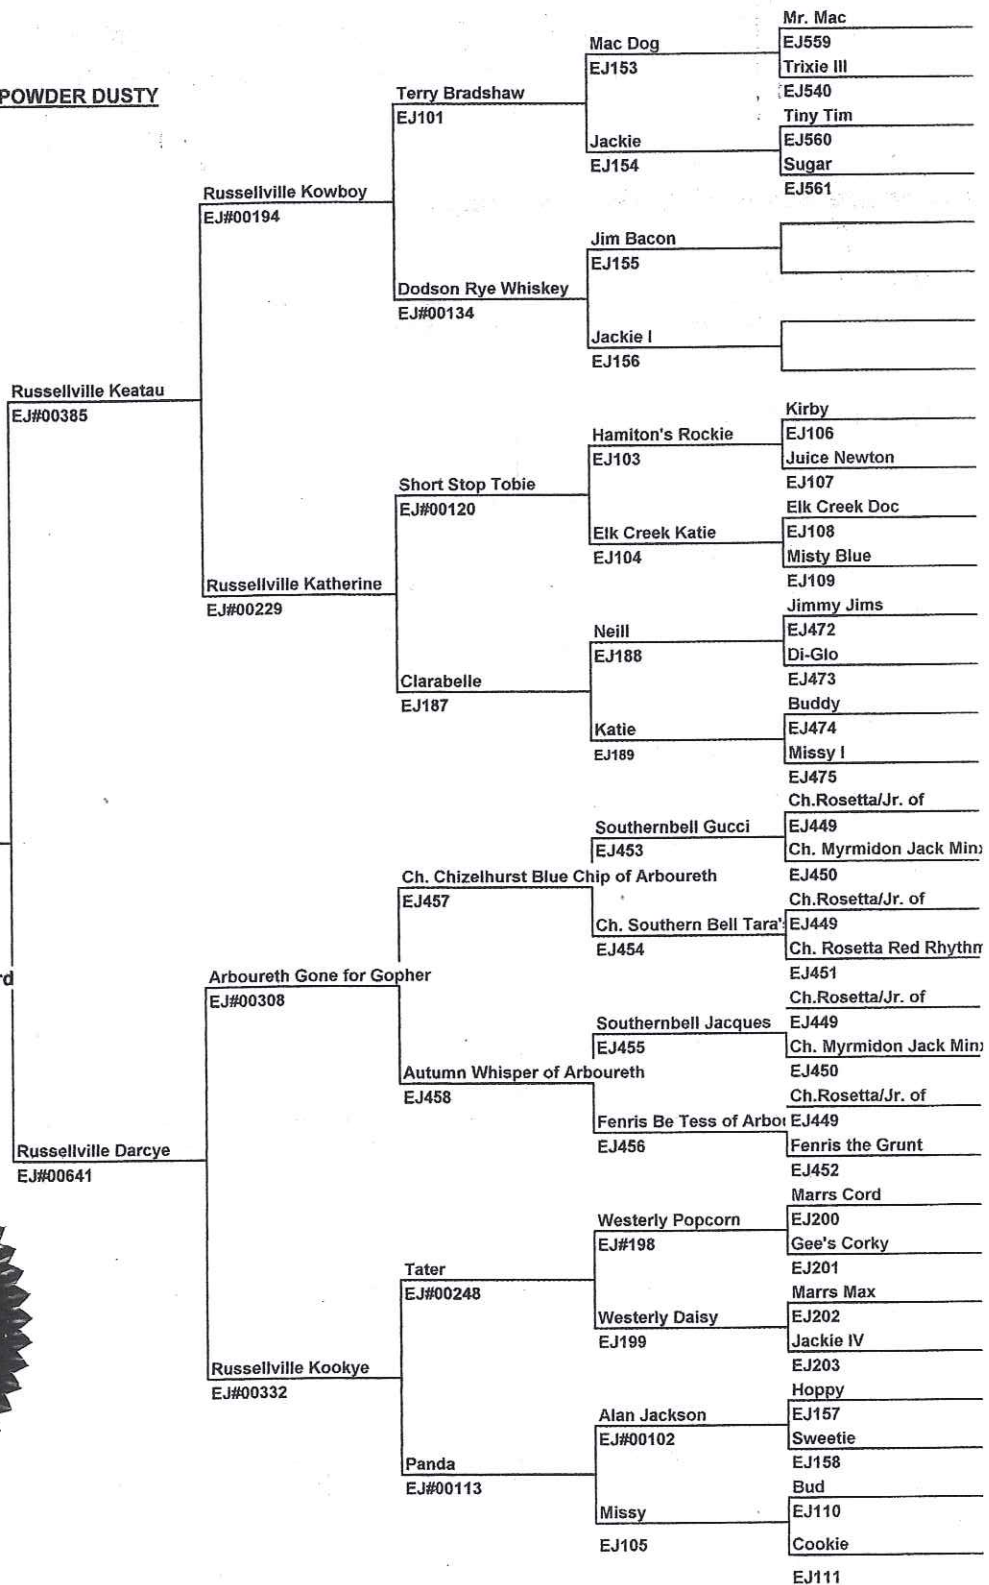 Mr. Mac
EJ559
Mac Dog
EJ153
Trixie III
EJ540
POWDER DUSTY
Terry Bradshaw
EJ101
Tiny Tim
EJ560
Jackie
EJ154
Sugar
EJ561
Russellville Kowboy
EJ#00194
Jim Bacon
EJ155
Dodson Rye Whiskey
EJ#00134
Jackie I
EJ156
Russellville Keatau
EJ#00385
Kirby
EJ106
Hamiton's Rockie
EJ103
Juice Newton
EJ107
Short Stop Tobie
EJ#00120
Elk Creek Doc
EJ108
Elk Creek Katie
EJ104
Misty Blue
EJ109
Russellville Katherine
EJ#00229
Jimmy Jims
EJ472
Neill
EJ188
Di-Glo
EJ473
Clarabelle
EJ187
Buddy
EJ474
Katie
EJ189
Missy I
EJ475
Ch.Rosetta/Jr. of
EJ449
Southernbell Gucci
EJ453
Ch. Myrmidon Jack Min
EJ450
Ch. Chizelhurst Blue Chip of Arboureth
EJ457
Ch.Rosetta/Jr. of
EJ449
Ch. Southern Bell Tara'
EJ454
Ch. Rosetta Red Rhyth
EJ451
rd
Arboureth Gone for Gopher
EJ#00308
Ch.Rosetta/Jr. of
EJ449
Southernbell Jacques
EJ455
Ch. Myrmidon Jack Min
EJ450
Autumn Whisper of Arboureth
EJ458
Ch.Rosetta/Jr. of
EJ449
Fenris Be Tess of Arbo
EJ456
Fenris the Grunt
EJ452
Russellville Darcye
EJ#00641
Marrs Cord
EJ200
Westerly Popcorn
EJ#198
Gee's Corky
EJ201
Tater
EJ#00248
Marrs Max
EJ202
Westerly Daisy
EJ199
Jackie IV
EJ203
Russellville Kookye
EJ#00332
Hoppy
EJ157
Alan Jackson
EJ#00102
Sweetie
EJ158
Panda
EJ#00113
Bud
EJ110
Missy
EJ105
Cookie
EJ111